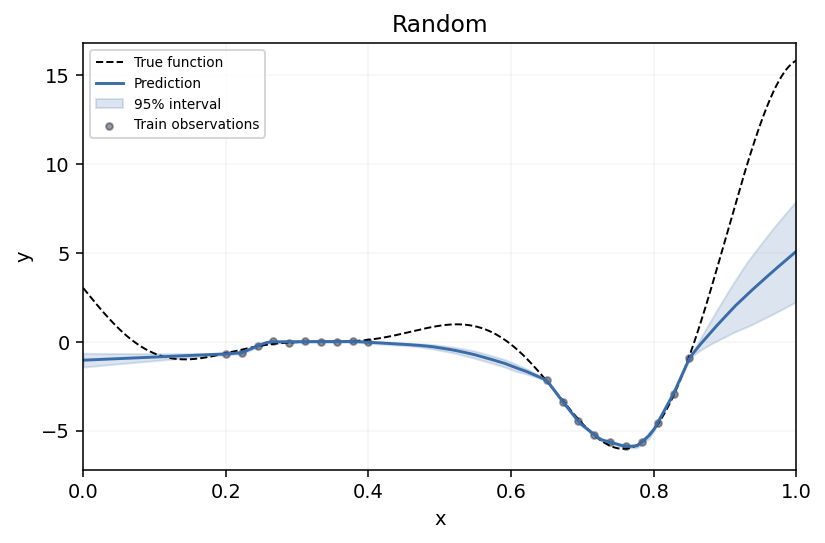 Random
True function
Prediction
95% interval
Train observations
15
10
5
0
−5
y
0.0 0.2 0.4 0.6 0.8 1.0
x